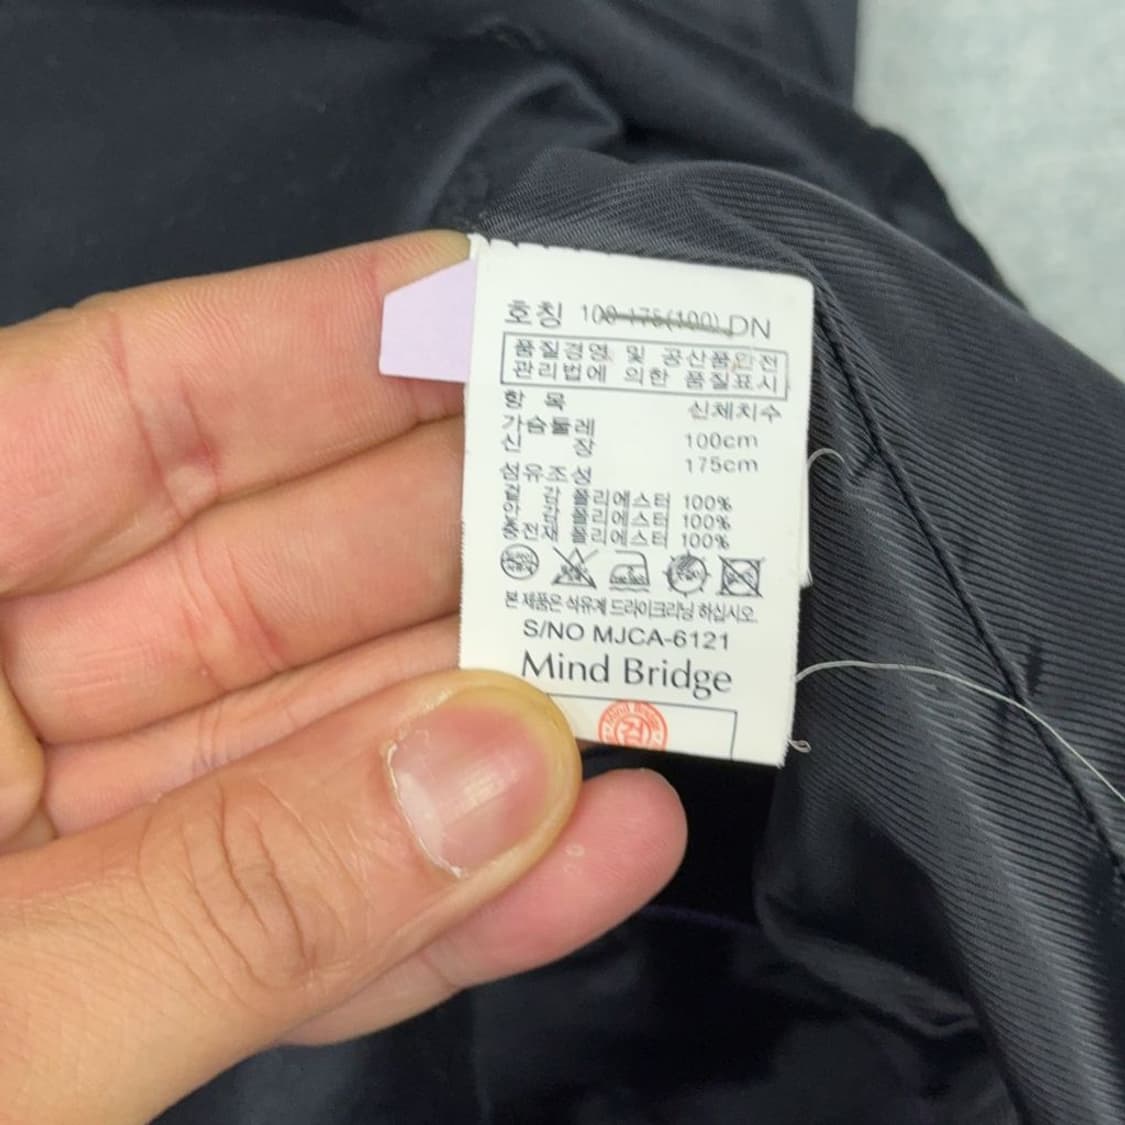 호칭 100-175(100) DN
품질경영 및 공산품안전
관리법에 의한 품질표시
항 목 신체치수
가슴둘레 100cm
신 장 175cm
섬유조성
겉 감 폴리에스터 100%
안 감 폴리에스터 100%
충전재 폴리에스터 100%
본 제품은 석유계 드라이크리닝 하십시오.
S/NO MJCA-6121
Mind Bridge
Mind Bridge